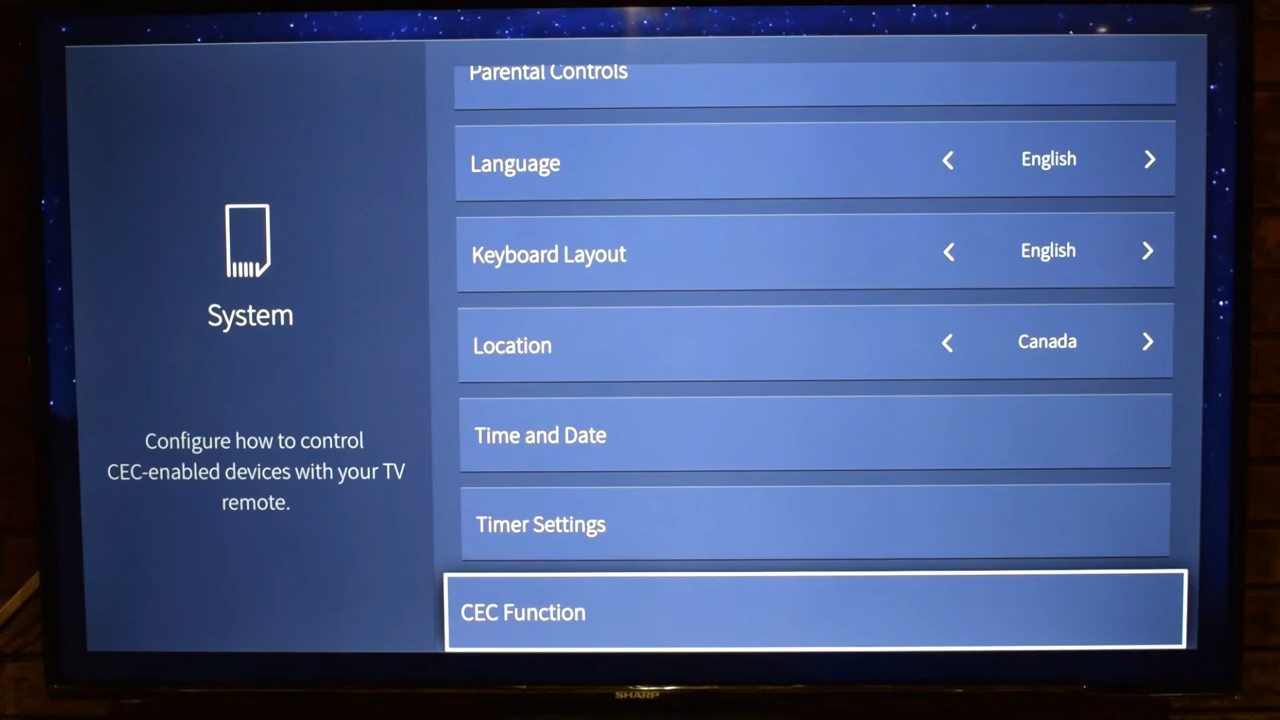 Parental Controls
Language
English
Keyboard Layout
English
Location
Canada
Time and Date
Timer Settings
CEC Function
System
Configure how to control
CEC-enabled devices with your TV
remote.
SHARP